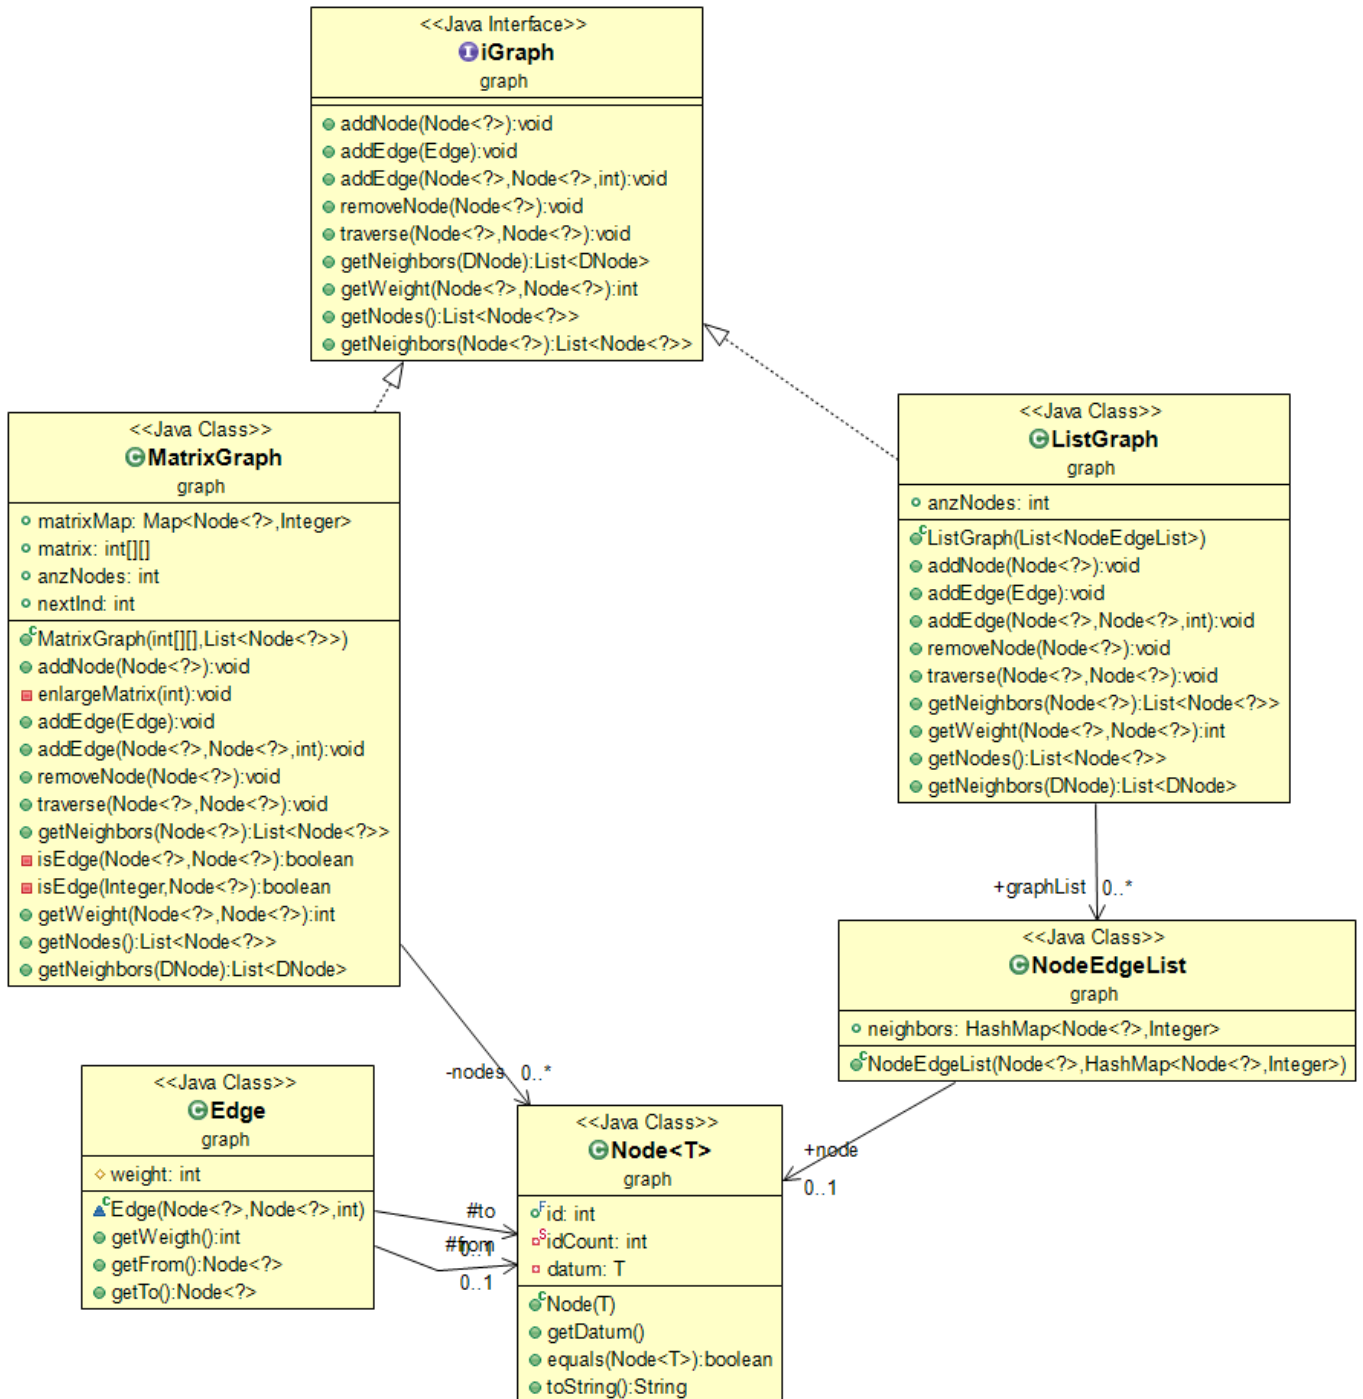 <<Java Interface>>
iGraph
graph
addNode(Node<?>):void
addEdge(Edge):void
addEdge(Node<?>,Node<?>,int):void
removeNode(Node<?>):void
traverse(Node<?>,Node<?>):void
getNeighbors(DNode):List<DNode>
getWeight(Node<?>,Node<?>):int
getNodes():List<Node<?>>
getNeighbors(Node<?>):List<Node<?>>
<<Java Class>>
MatrixGraph
graph
matrixMap: Map<Node<?>,Integer>
matrix: int[][]
anzNodes: int
nextInd: int
MatrixGraph(int[][],List<Node<?>>)
addNode(Node<?>):void
enlargeMatrix(int):void
addEdge(Edge):void
addEdge(Node<?>,Node<?>,int):void
removeNode(Node<?>):void
traverse(Node<?>,Node<?>):void
getNeighbors(Node<?>):List<Node<?>>
isEdge(Node<?>,Node<?>):boolean
isEdge(Integer,Node<?>):boolean
getWeight(Node<?>,Node<?>):int
getNodes():List<Node<?>>
getNeighbors(DNode):List<DNode>
<<Java Class>>
ListGraph
graph
anzNodes: int
ListGraph(List<NodeEdgeList>)
addNode(Node<?>):void
addEdge(Edge):void
addEdge(Node<?>,Node<?>,int):void
removeNode(Node<?>):void
traverse(Node<?>,Node<?>):void
getNeighbors(Node<?>):List<Node<?>>
getWeight(Node<?>,Node<?>):int
getNodes():List<Node<?>>
getNeighbors(DNode):List<DNode>
+graphList 0..*
<<Java Class>>
NodeEdgeList
graph
neighbors: HashMap<Node<?>,Integer>
NodeEdgeList(Node<?>,HashMap<Node<?>,Integer>)
-nodes 0..*
+node
0..1
<<Java Class>>
Edge
graph
weight: int
Edge(Node<?>,Node<?>,int)
getWeigth():int
getFrom():Node<?>
getTo():Node<?>
#to
0..1
#from
0..1
<<Java Class>>
Node<T>
graph
id: int
idCount: int
datum: T
Node(T)
getDatum()
equals(Node<T>):boolean
toString():String